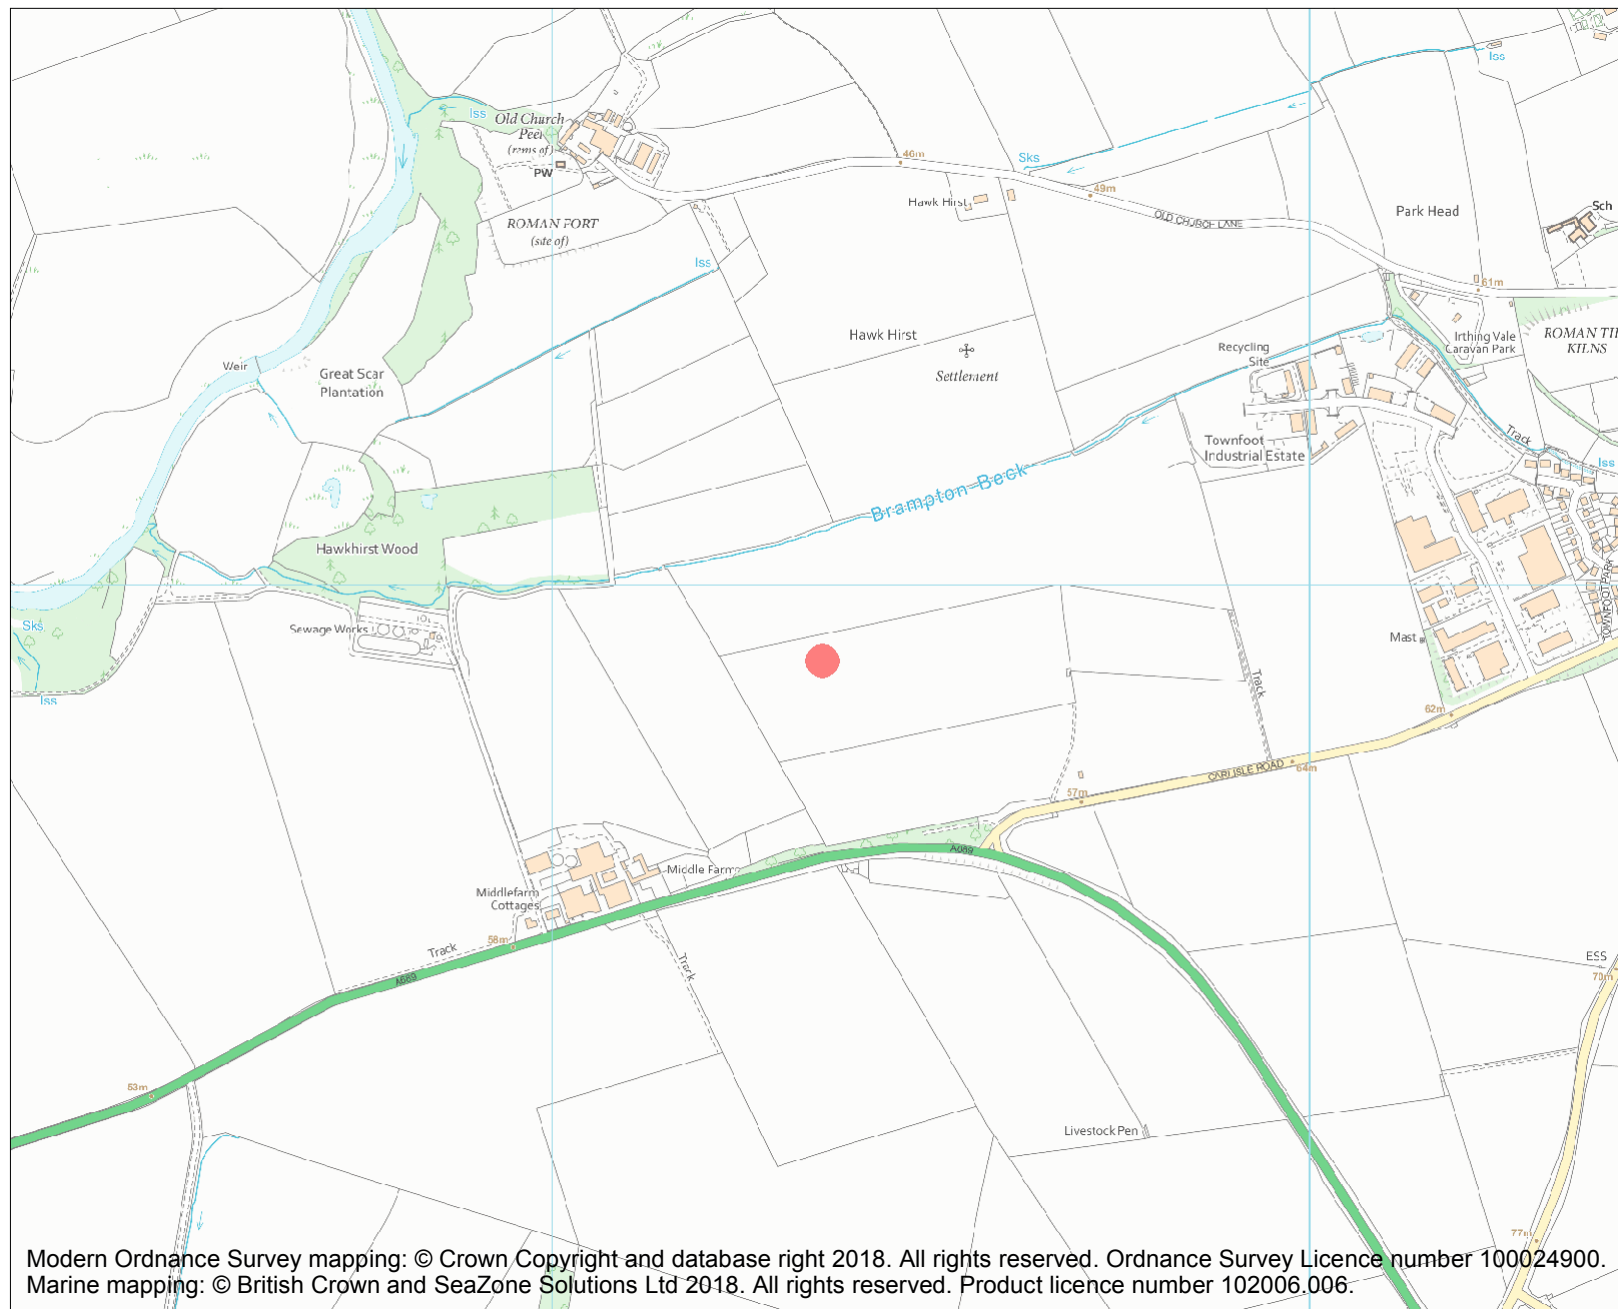 Iss
Iss
Old Church
Peel
(rems of)
PW
46m
Sks
49m
Hawk Hirst
OLD CHURCH LANE
Park Head
Sch
ROMAN FORT
(site of)
Iss
61m
Hawk Hirst
Irthing Vale
Caravan Park
KILNS
Recycling
Site
Weir
Great Scar
Plantation
Settlement
Townfoot
Industrial Estate
Track
Iss
Brampton Beck
Hawkhirst Wood
TOWNFOOT PARK
Sks
Sewage Works
Mast
Track
Iss
62m
CARLISLE ROAD
64m
57m
A689
Middle Farm
Middlefarm
Cottages
58m
Track
Track
A689
ESS
70m
53m
Livestock Pen
77m
Modern Ordnance Survey mapping: © Crown Copyright and database right 2018. All rights reserved. Ordnance Survey Licence number 100024900.
Marine mapping: © British Crown and SeaZone Solutions Ltd 2018. All rights reserved. Product licence number 102006.006.